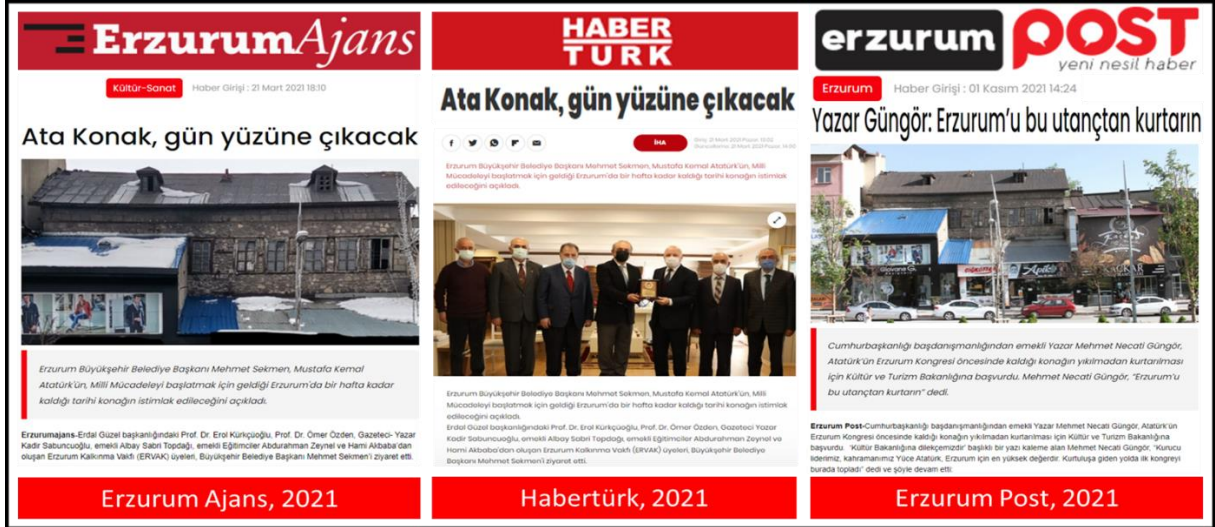 ErzurumAjans
Kültür-Sanat Haber Girişi : 21 Mart 2021 18:10
Ata Konak, gün yüzüne çıkacak
Erzurum Büyükşehir Belediye Başkanı Mehmet Sekmen, Mustafa Kemal
Atatürk'ün, Milli Mücadeleyi başlatmak için geldiği Erzurum'da bir hafta kadar
kaldığı tarihi konağın istimlak edileceğini açıkladı.
Erzurumajans-Erdal Güzel başkanlığındaki Prof. Dr. Erol Kürkçüoğlu, Prof. Dr. Ömer Özden, Gazeteci- Yazar
Kadir Sabuncuoğlu, emekli Albay Sabri Topdağı, emekli Eğitimciler Abdurahman Zeynel ve Hami Akbaba'dan
oluşan Erzurum Kalkınma Vakfı (ERVAK) üyeleri, Büyükşehir Belediye Başkanı Mehmet Sekmen'i ziyaret etti.
Erzurum Ajans, 2021
HABER
TURK
Ata Konak, gün yüzüne çıkacak
İHA
Erzurum Büyükşehir Belediye Başkanı Mehmet Sekmen, Mustafa Kemal Atatürk'ün, Milli
Mücadeleyi başlatmak için geldiği Erzurum'da bir hafta kadar kaldığı tarihi konağın istimlak
edileceğini açıkladı.
Erzurum Büyükşehir Belediye Başkanı Mehmet Sekmen, Mustafa Kemal Atatürk'ün, Milli
Mücadeleyi başlatmak için geldiği Erzurum'da bir hafta kadar kaldığı tarihi konağın istimlak
edileceğini açıkladı.
Erdal Güzel başkanlığındaki Prof. Dr. Erol Kürkçüoğlu, Prof. Dr. Ömer Özden, Gazeteci- Yazar
Kadir Sabuncuoğlu, emekli Albay Sabri Topdağı, emekli Eğitimciler Abdurahman Zeynel ve
Hami Akbaba'dan oluşan Erzurum Kalkınma Vakfı (ERVAK) üyeleri, Büyükşehir Belediye
Başkanı Mehmet Sekmen'i ziyaret etti.
Habertürk, 2021
erzurum POST
yeni nesil haber
Erzurum Haber Girişi : 01 Kasım 2021 14:24
Yazar Güngör: Erzurum'u bu utançtan kurtarın
Giovane G.
Cumhurbaşkanlığı başdanışmanlığından emekli Yazar Mehmet Necati Güngör,
Atatürk'ün Erzurum Kongresi öncesinde kaldığı konağın yıkılmadan kurtarılması
için Kültür ve Turizm Bakanlığına başvurdu. Mehmet Necati Güngör, "Erzurum'u
bu utançtan kurtarın" dedi.
Erzurum Post-Cumhurbaşkanlığı başdanışmanlığından emekli Yazar Mehmet Necati Güngör, Atatürk'ün
Erzurum Kongresi öncesinde kaldığı konağın yıkılmadan kurtarılması için Kültür ve Turizm Bakanlığına
başvurdu. "Kültür Bakanlığına dilekçemizdir" başlıklı bir yazı kaleme alan Mehmet Necati Güngör, "Kurucu
liderimiz, kahramanımız Yüce Atatürk, Erzurum için en yüksek değerdir. Kurtuluşa giden yolda ilk kongreyi
burada topladı" dedi ve şöyle devam etti:
Erzurum Post, 2021